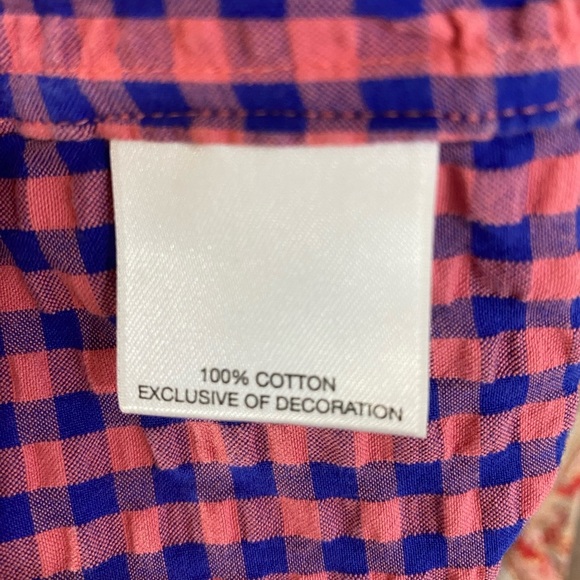 100% COTTON
EXCLUSIVE OF DECORATION